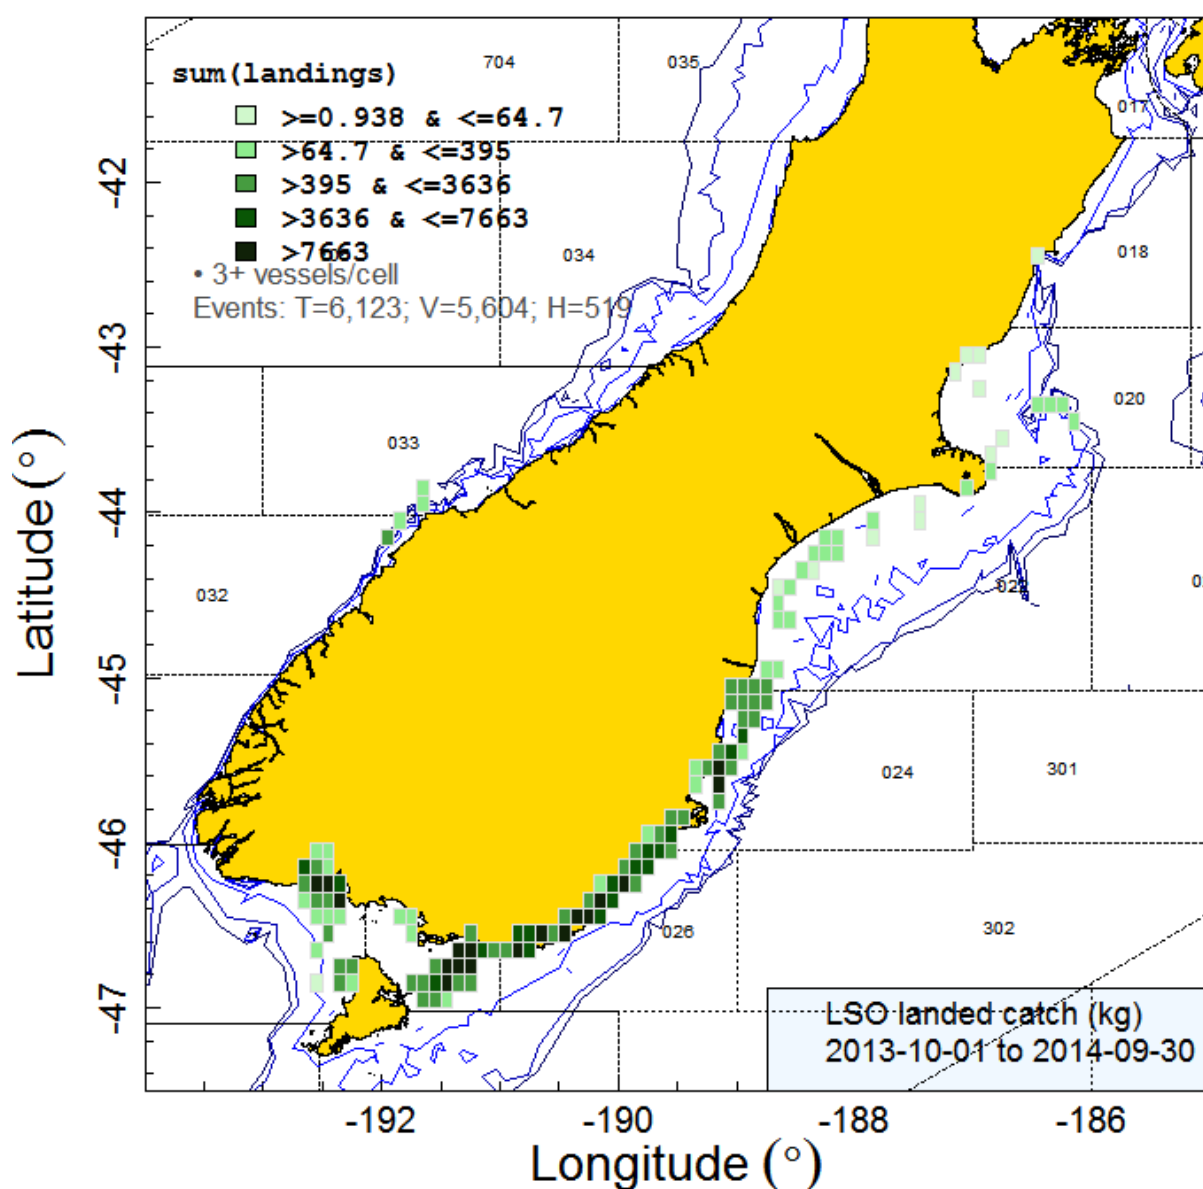 704
035
017
sum(landings)
>=0.938 & <=64.7
>64.7 & <=395
>395 & <=3636
>3636 & <=7663
>7663
• 3+ vessels/cell
Events: T=6,123; V=5,604; H=519
034
018
020
033
032
022
024
301
026
302
LSO landed catch (kg)
2013-10-01 to 2014-09-30
-42
-43
-44
-45
-46
-47
Latitude (°)
-192
-190
-188
-186
Longitude (°)